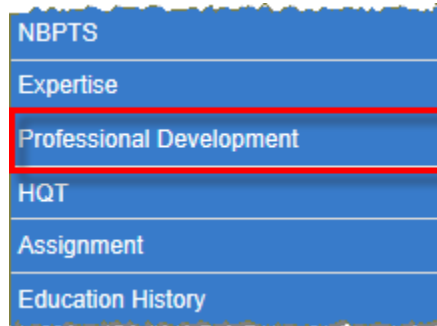 NBPTS
Expertise
Professional Development
HQT
Assignment
Education History